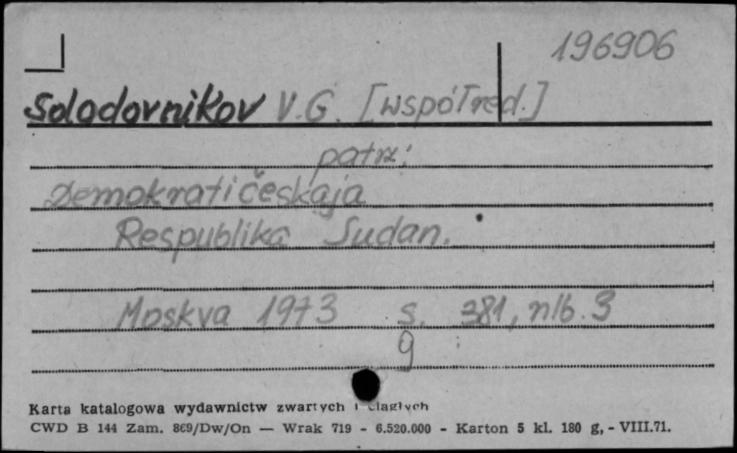 196906
Solodovnikov V.G. [współred.]
patrz:
Demokratičeskaja
Respublika Sudan.
Moskva 1973 s. 381, nlb. 3
g
Karta katalogowa wydawnictw zwartych i ciągłych
CWD B 144 Zam. 869/Dw/On — Wrak 719 - 6.520.000 - Karton 5 kl. 180 g, - VIII.71.